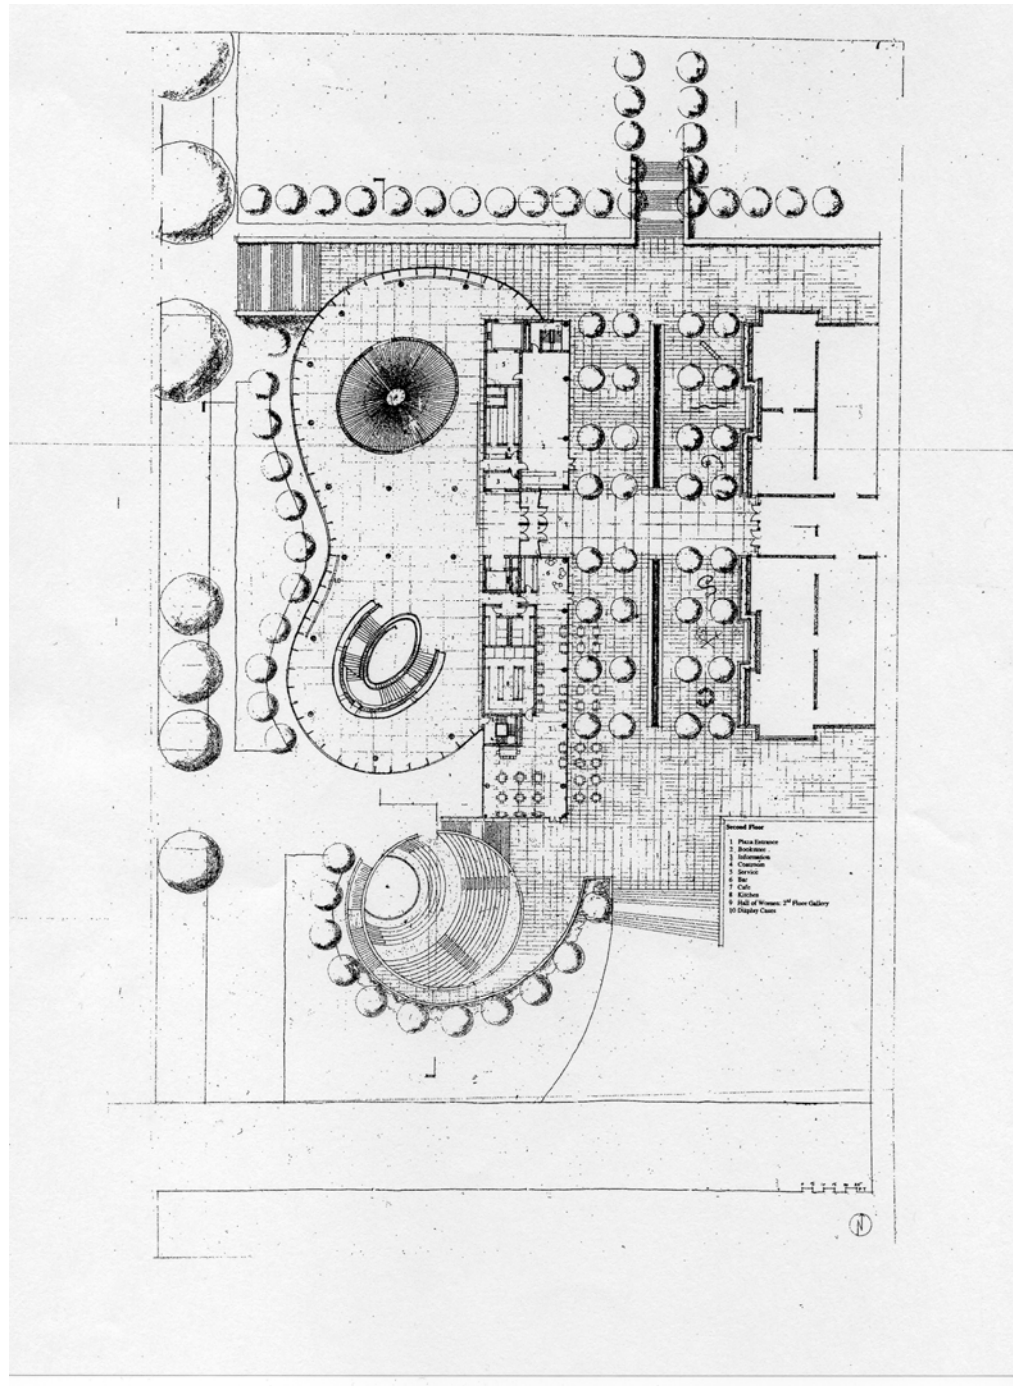 Second Floor
1 Plaza Entrance
2 Bookstore
3 Information
4 Coatroom
5 Service
6 Bar
7 Cafe
8 Kitchen
9 Hall of Women: 2nd Floor Gallery
10 Display Cases
N